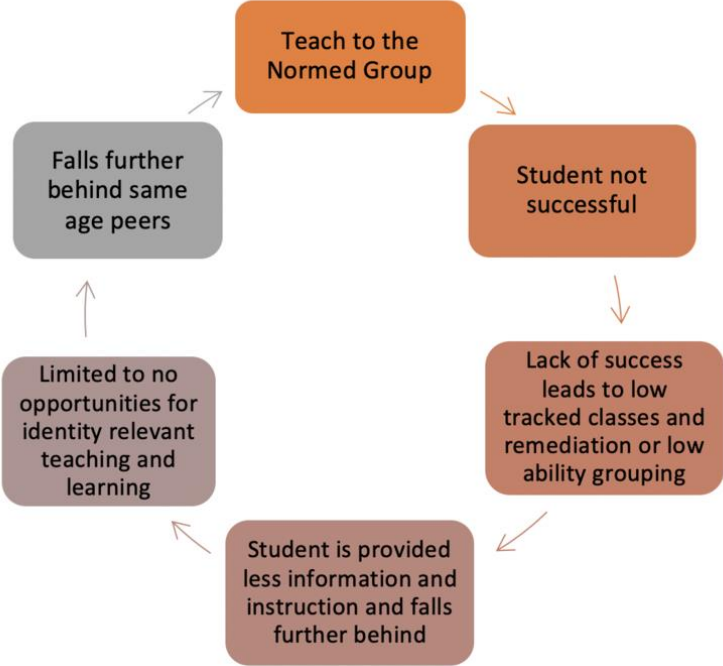 Teach to the
Normed Group
Student not
successful
Lack of success
leads to low
tracked classes and
remediation or low
ability grouping
Student is provided
less information and
instruction and falls
further behind
Limited to no
opportunities for
identity relevant
teaching and
learning
Falls further
behind same
age peers